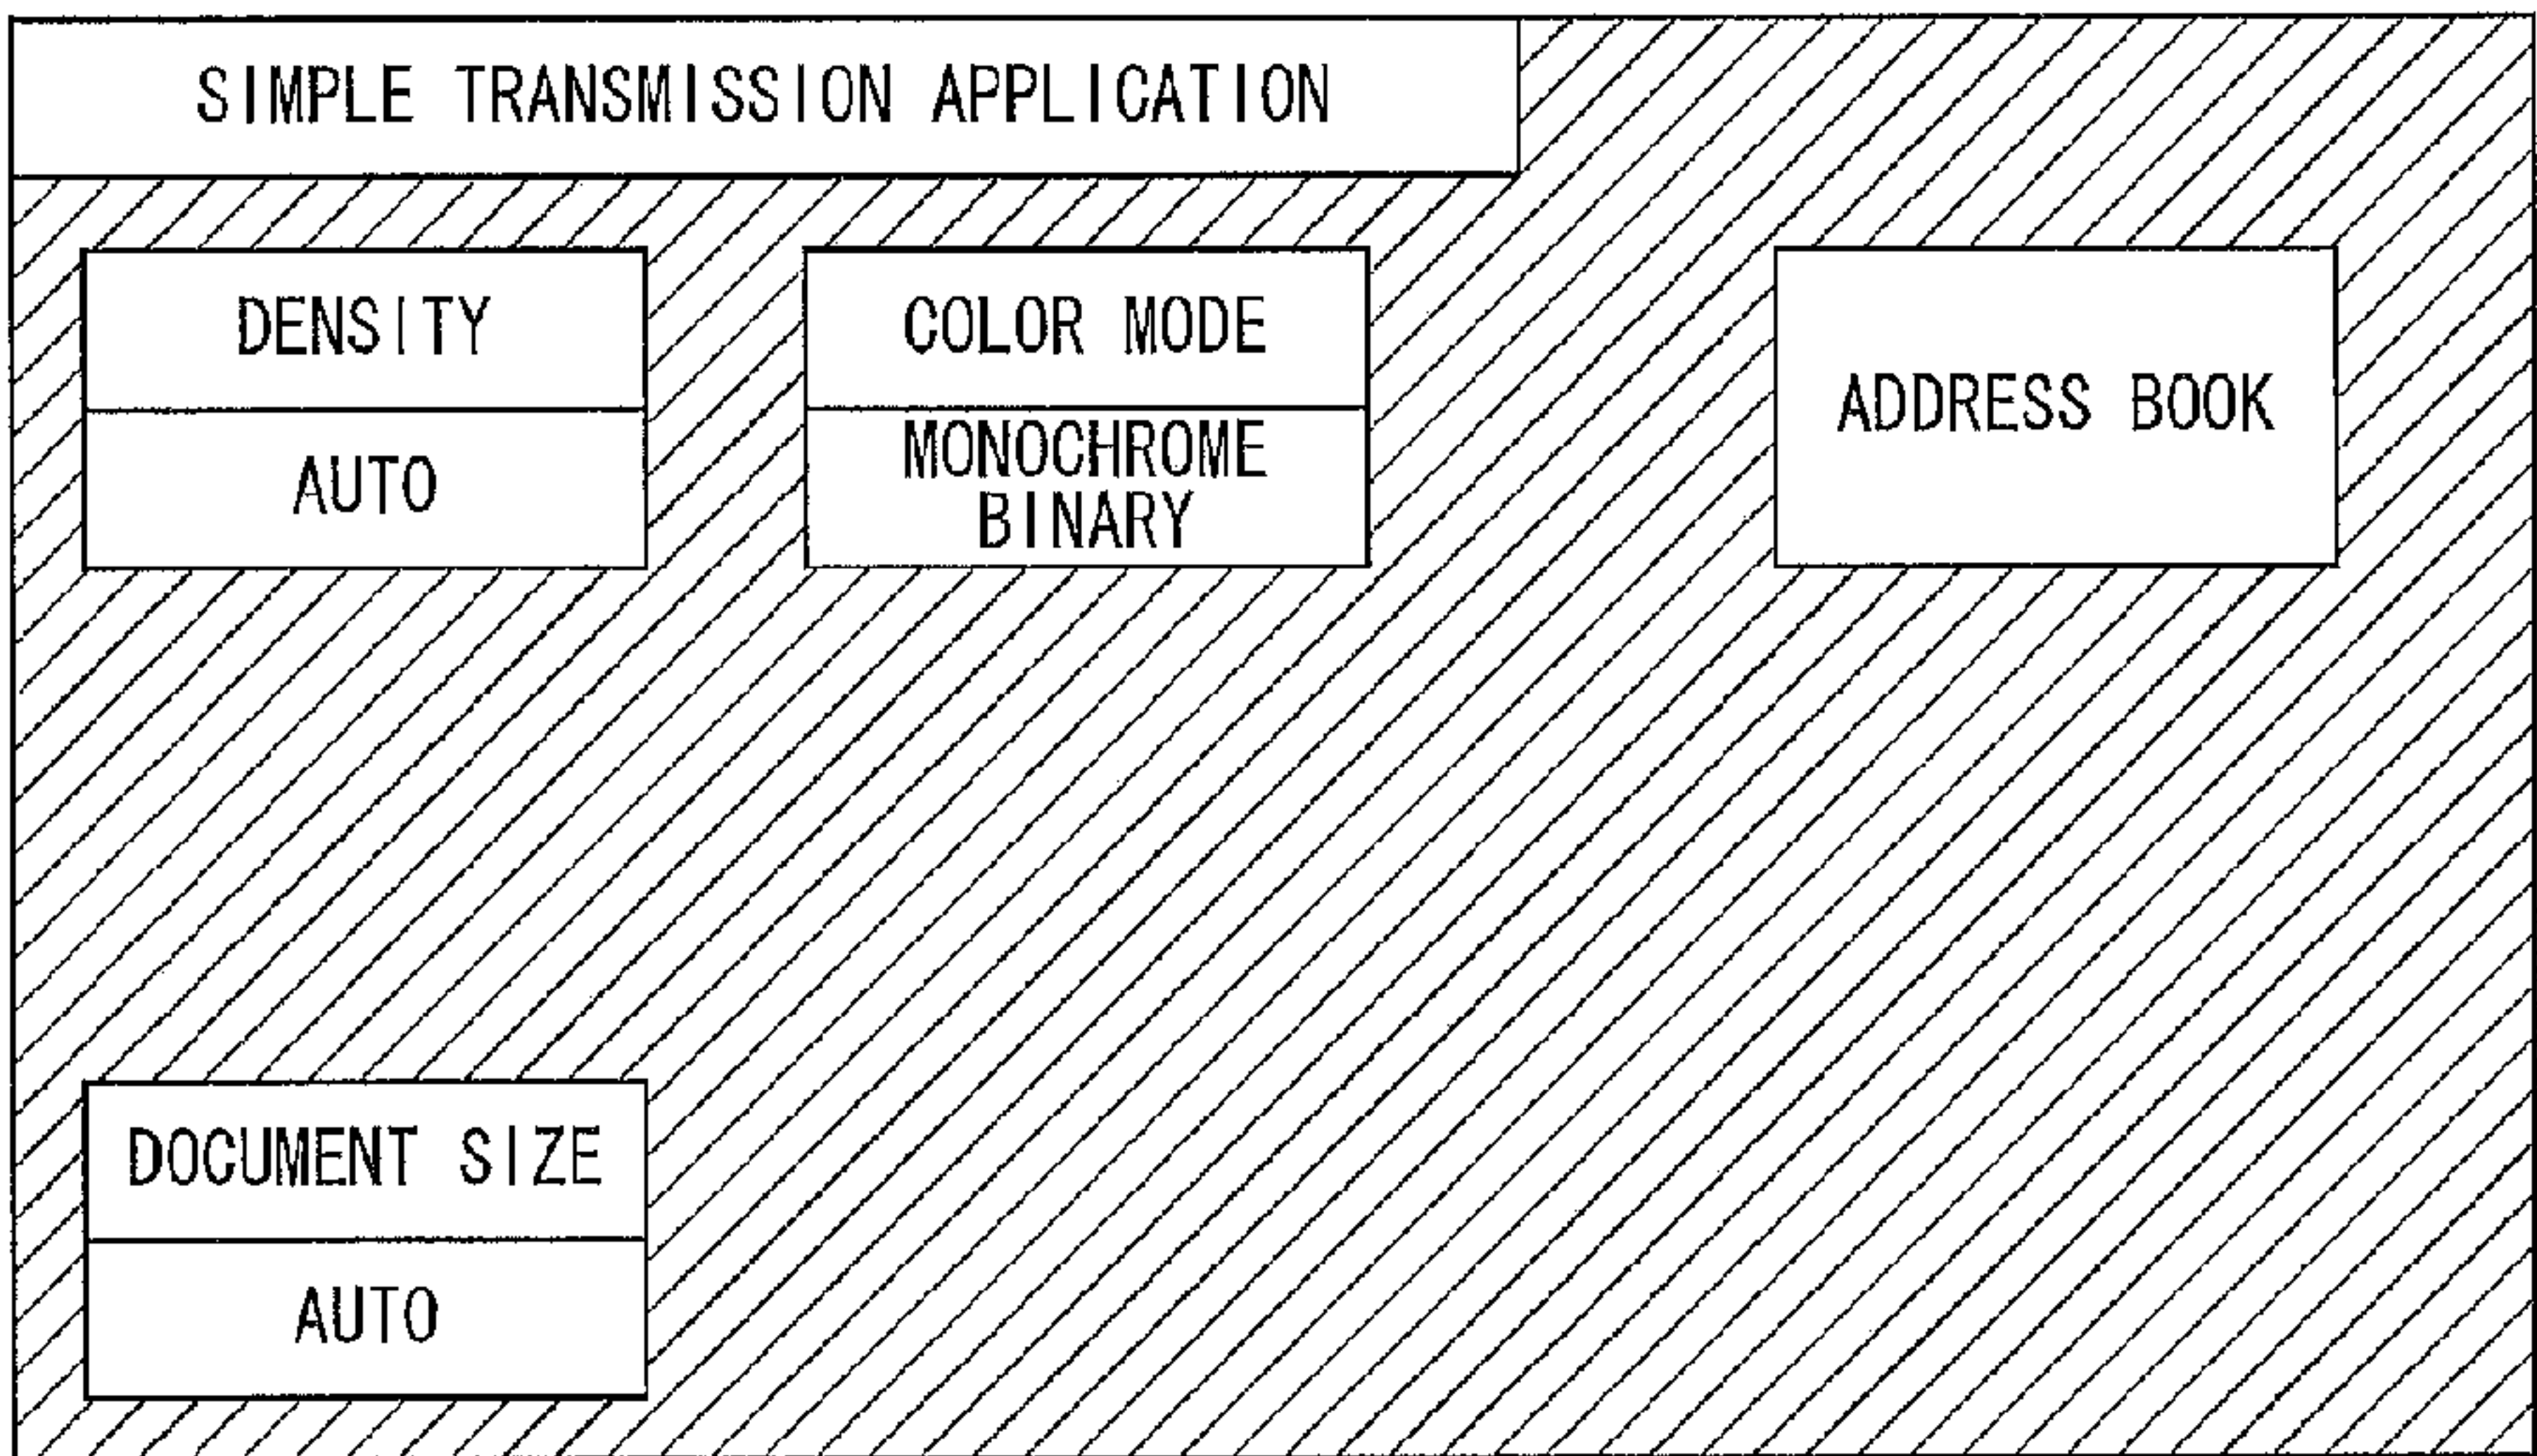 SIMPLE TRANSMISSION APPLICATION
DENSITY
AUTO
COLOR MODE
MONOCHROME
BINARY
ADDRESS BOOK
DOCUMENT SIZE
AUTO